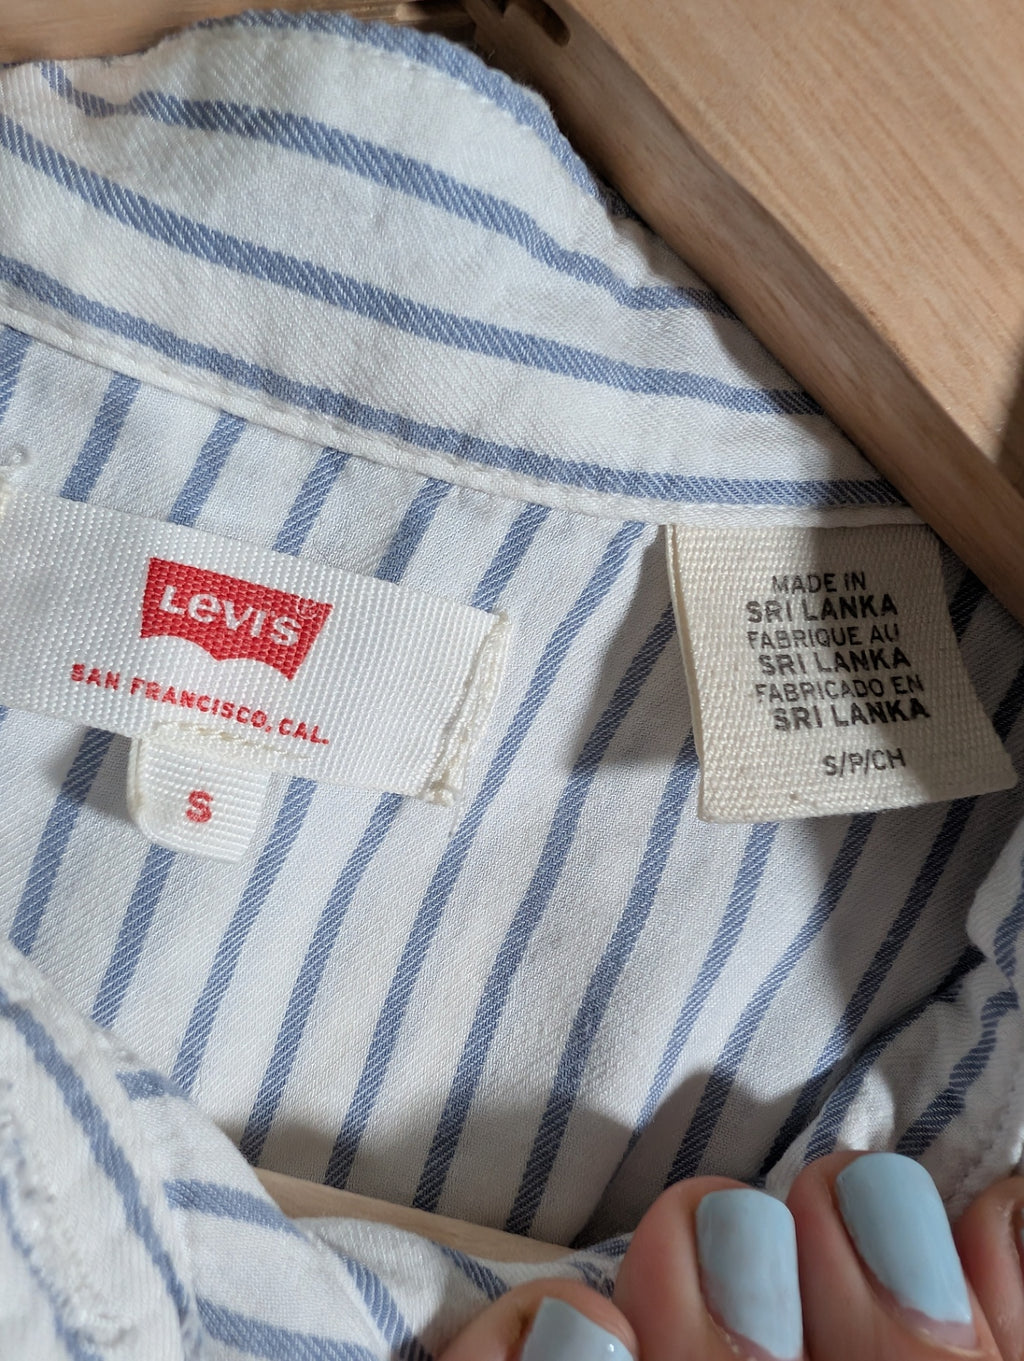 Levi's®
SAN FRANCISCO, CAL.
S
MADE IN
SRI LANKA
FABRIQUE AU
SRI LANKA
FABRICADO EN
SRI LANKA
S/P/CH